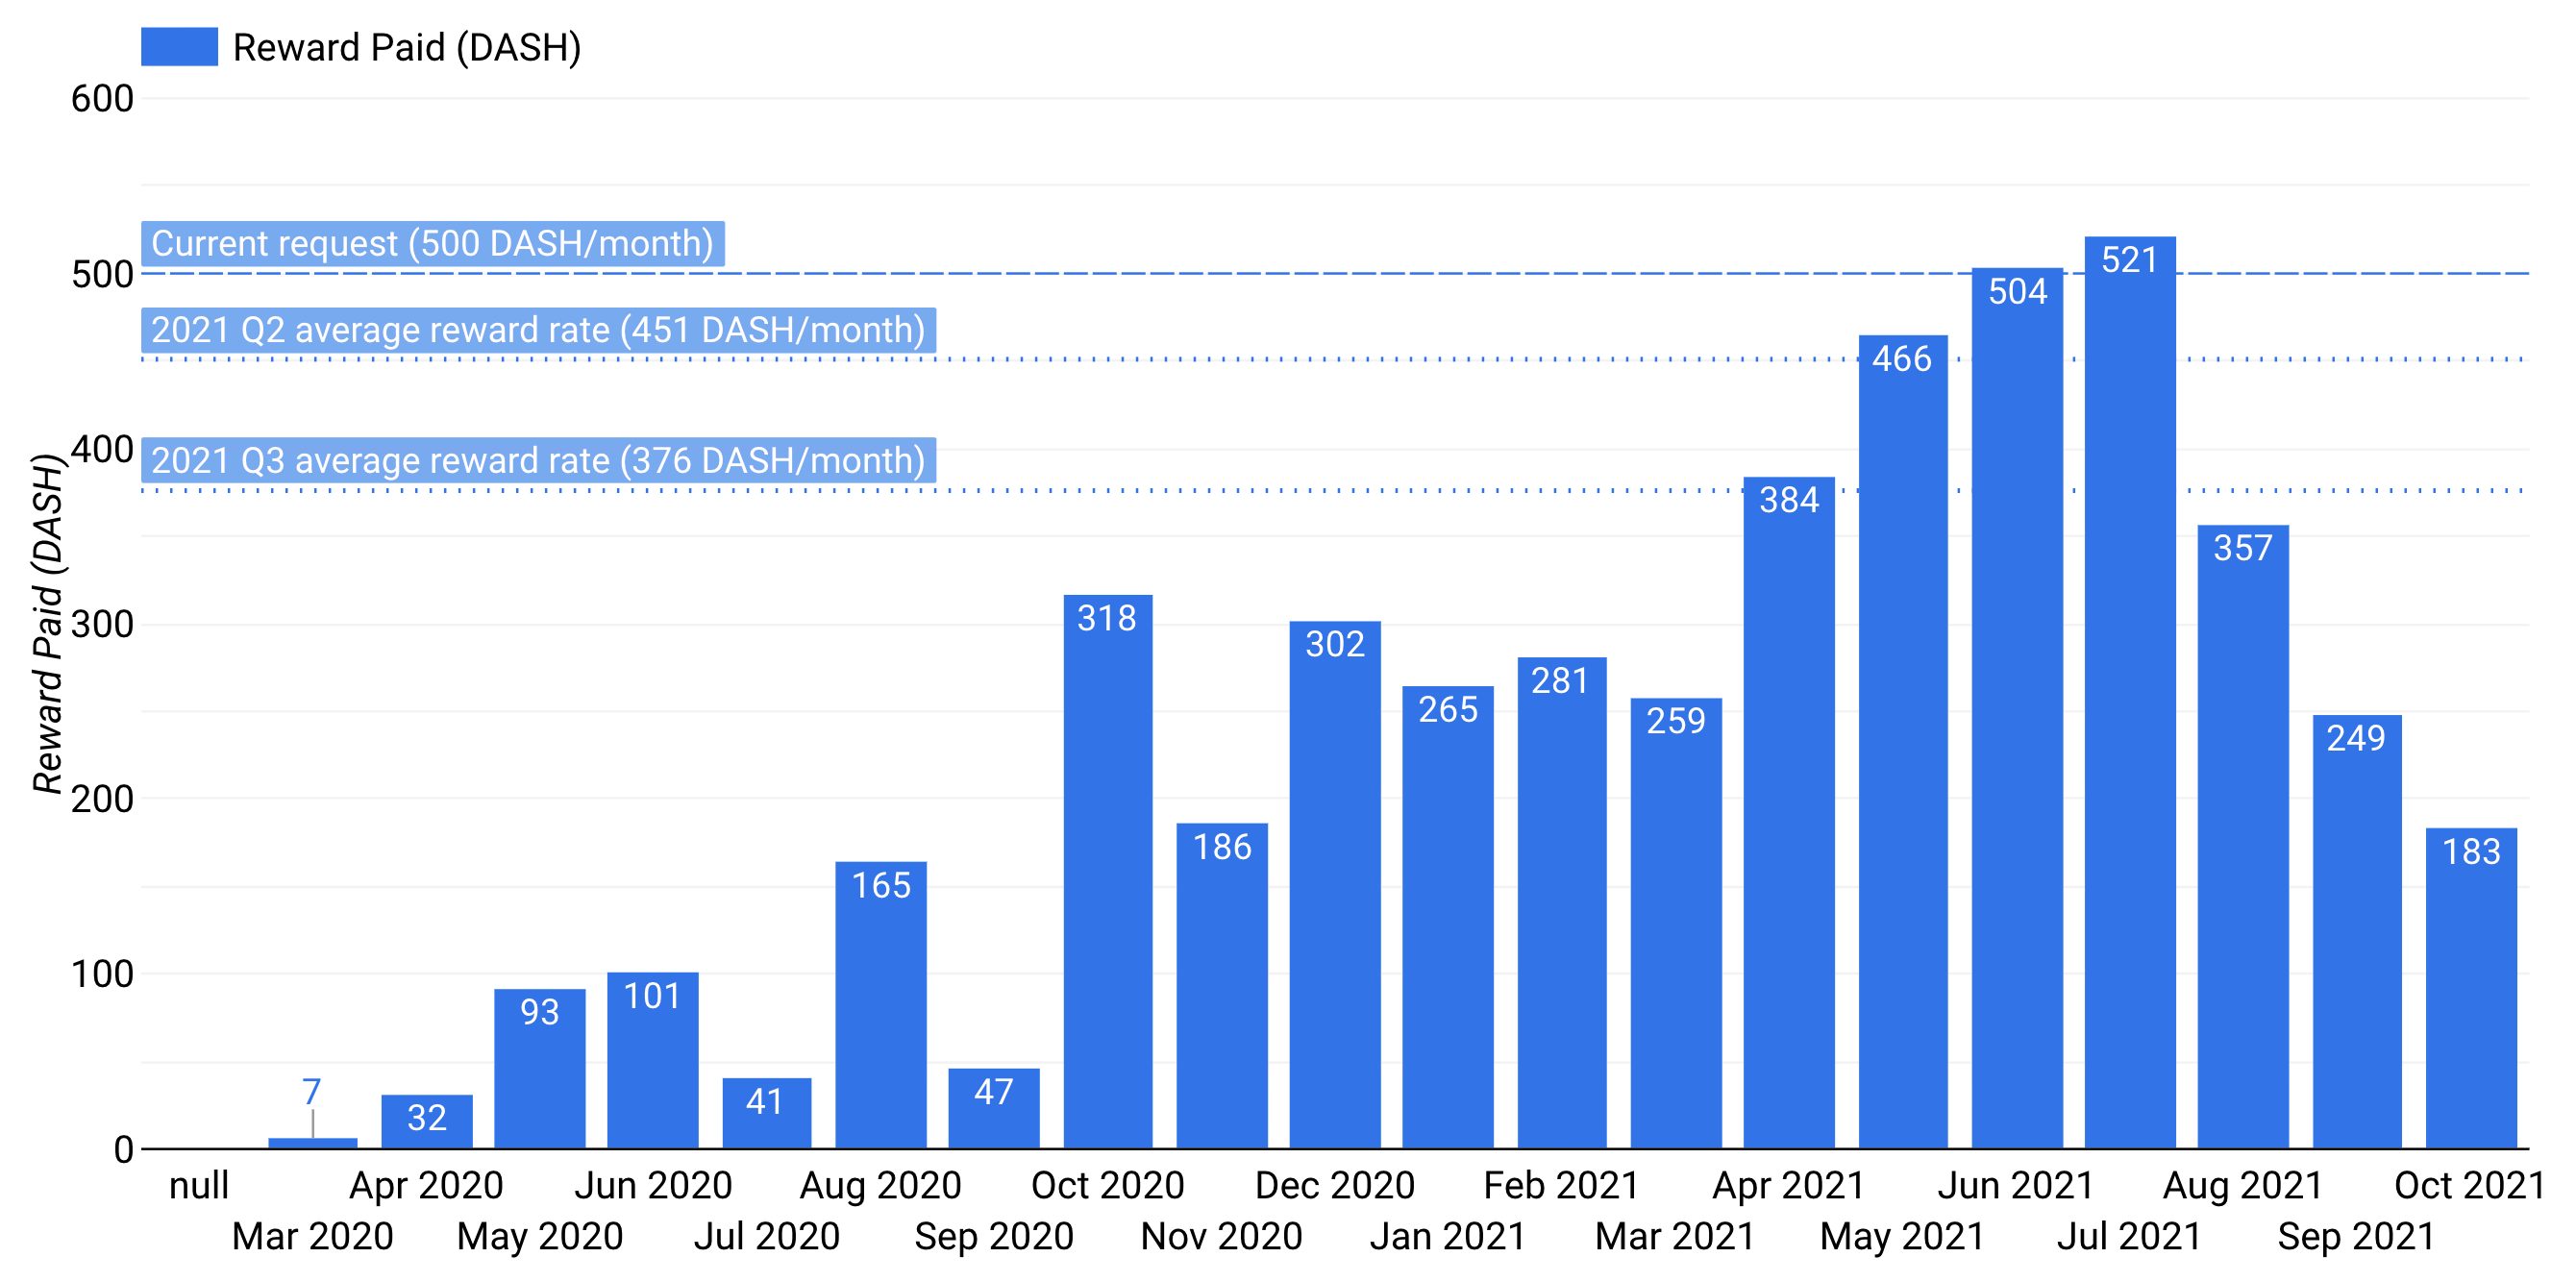 Reward Paid (DASH)
600
500
400
300
200
100
0
Reward Paid (DASH)
Current request (500 DASH/month)
2021 Q2 average reward rate (451 DASH/month)
2021 Q3 average reward rate (376 DASH/month)
7
32
93
101
41
165
47
318
186
302
265
281
259
384
466
504
521
357
249
183
null
Mar 2020
Apr 2020
May 2020
Jun 2020
Jul 2020
Aug 2020
Sep 2020
Oct 2020
Nov 2020
Dec 2020
Jan 2021
Feb 2021
Mar 2021
Apr 2021
May 2021
Jun 2021
Jul 2021
Aug 2021
Sep 2021
Oct 2021